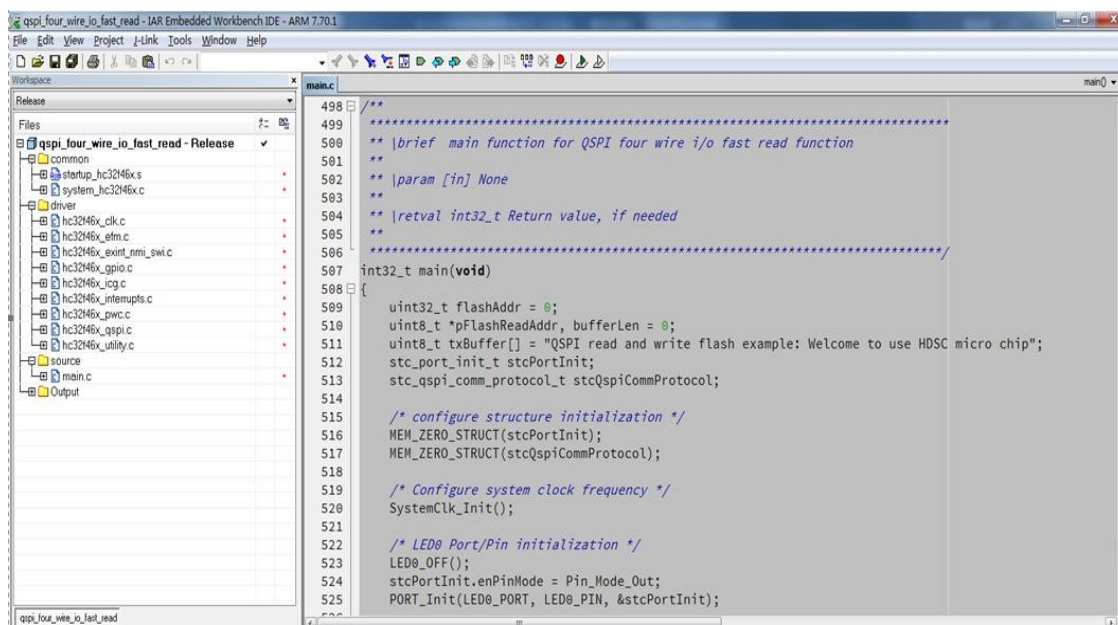 qspi_four_wire_io_fast_read - IAR Embedded Workbench IDE - ARM 7.70.1
File Edit View Project J-Link Tools Window Help
Workspace
Release
Files
qspi_four_wire_io_fast_read - Release
common
startup_hc32f46x.s
system_hc32f46x.c
driver
hc32f46x_clk.c
hc32f46x_efm.c
hc32f46x_exint_nmi_swi.c
hc32f46x_gpio.c
hc32f46x_icg.c
hc32f46x_interrupts.c
hc32f46x_pwc.c
hc32f46x_qspi.c
hc32f46x_utility.c
source
main.c
Output
qspi_four_wire_io_fast_read
main.c
main()
498 /**
499 *******************************************************************************
500 ** \brief main function for QSPI four wire i/o fast read function
501 **
502 ** \param [in] None
503 **
504 ** \retval int32_t Return value, if needed
505 **
506 ******************************************************************************/
507 int32_t main(void)
508 {
509 uint32_t flashAddr = 0;
510 uint8_t *pFlashReadAddr, bufferLen = 0;
511 uint8_t txBuffer[] = "QSPI read and write flash example: Welcome to use HDSC micro chip";
512 stc_port_init_t stcPortInit;
513 stc_qspi_comm_protocol_t stcQspiCommProtocol;
514
515 /* configure structure initialization */
516 MEM_ZERO_STRUCT(stcPortInit);
517 MEM_ZERO_STRUCT(stcQspiCommProtocol);
518
519 /* Configure system clock frequency */
520 SystemClk_Init();
521
522 /* LED0 Port/Pin initialization */
523 LED0_OFF();
524 stcPortInit.enPinMode = Pin_Mode_Out;
525 PORT_Init(LED0_PORT, LED0_PIN, &stcPortInit);